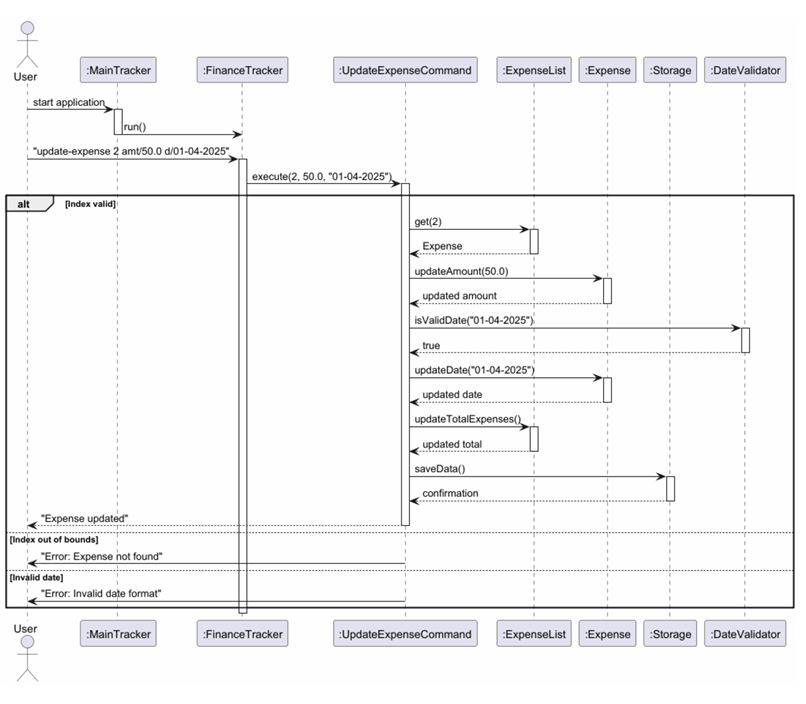 User
:MainTracker
:FinanceTracker
:UpdateExpenseCommand
:ExpenseList
:Expense
:Storage
:DateValidator
start application
run()
"update-expense 2 amt/50.0 d/01-04-2025"
execute(2, 50.0, "01-04-2025")
alt
[Index valid]
get(2)
Expense
updateAmount(50.0)
updated amount
isValidDate("01-04-2025")
true
updateDate("01-04-2025")
updated date
updateTotalExpenses()
updated total
saveData()
confirmation
"Expense updated"
[Index out of bounds]
"Error: Expense not found"
[Invalid date]
"Error: Invalid date format"
User
:MainTracker
:FinanceTracker
:UpdateExpenseCommand
:ExpenseList
:Expense
:Storage
:DateValidator